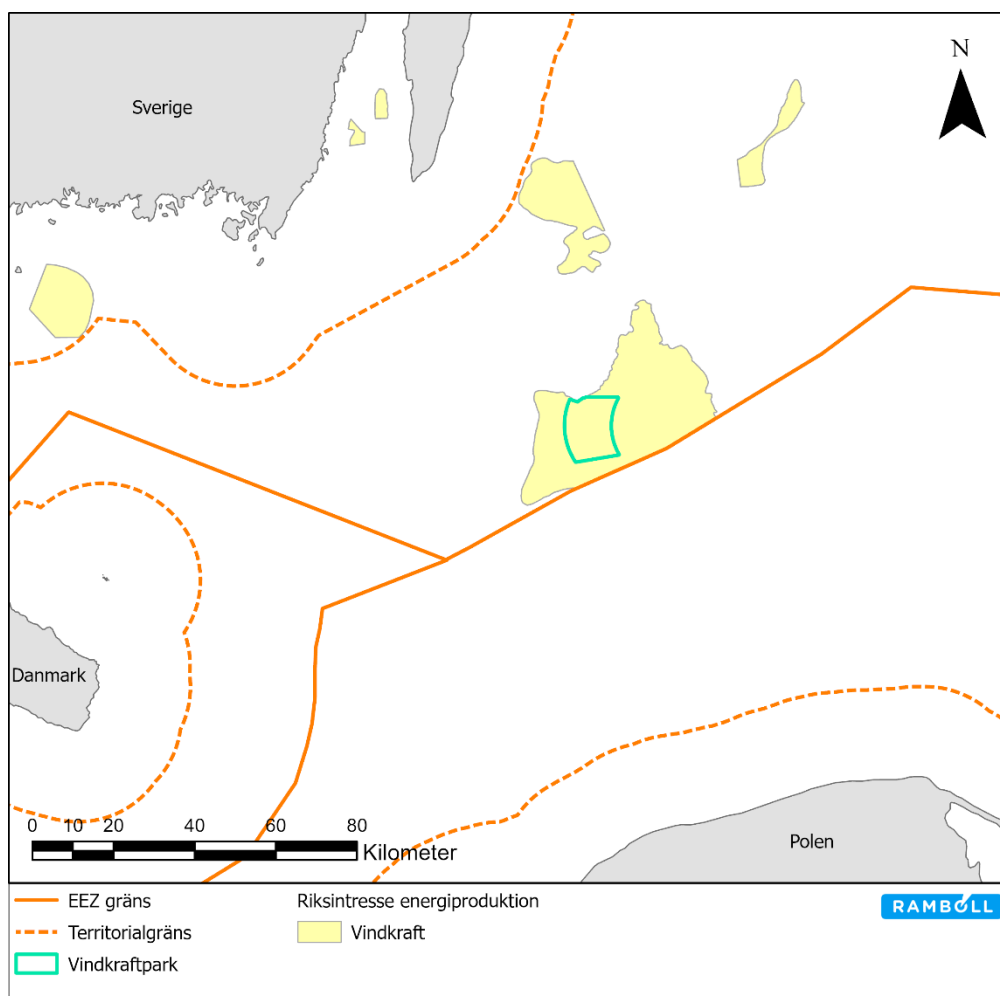 Sverige
N
Danmark
0 10 20 40 60 80
Kilometer
Polen
EEZ gräns
Territorialgräns
Vindkraftpark
Riksintresse energiproduktion
Vindkraft
RAMBOLL